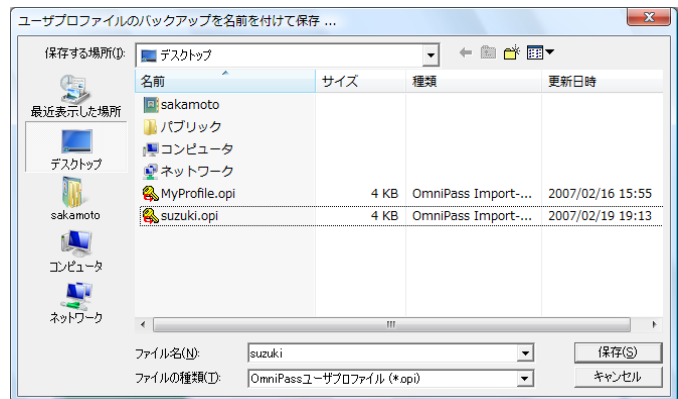 ユーザプロファイルのバックアップを名前を付けて保存 ...
保存する場所(I): デスクトップ
名前 サイズ 種類 更新日時
最近表示した場所
デスクトップ
sakamoto
コンピュータ
ネットワーク
sakamoto
パブリック
コンピュータ
ネットワーク
MyProfile.opi 4 KB OmniPass Import-... 2007/02/16 15:55
suzuki.opi 4 KB OmniPass Import-... 2007/02/19 19:13
ファイル名(N): suzuki 保存(S)
ファイルの種類(T): OmniPassユーザプロファイル (*.opi) キャンセル